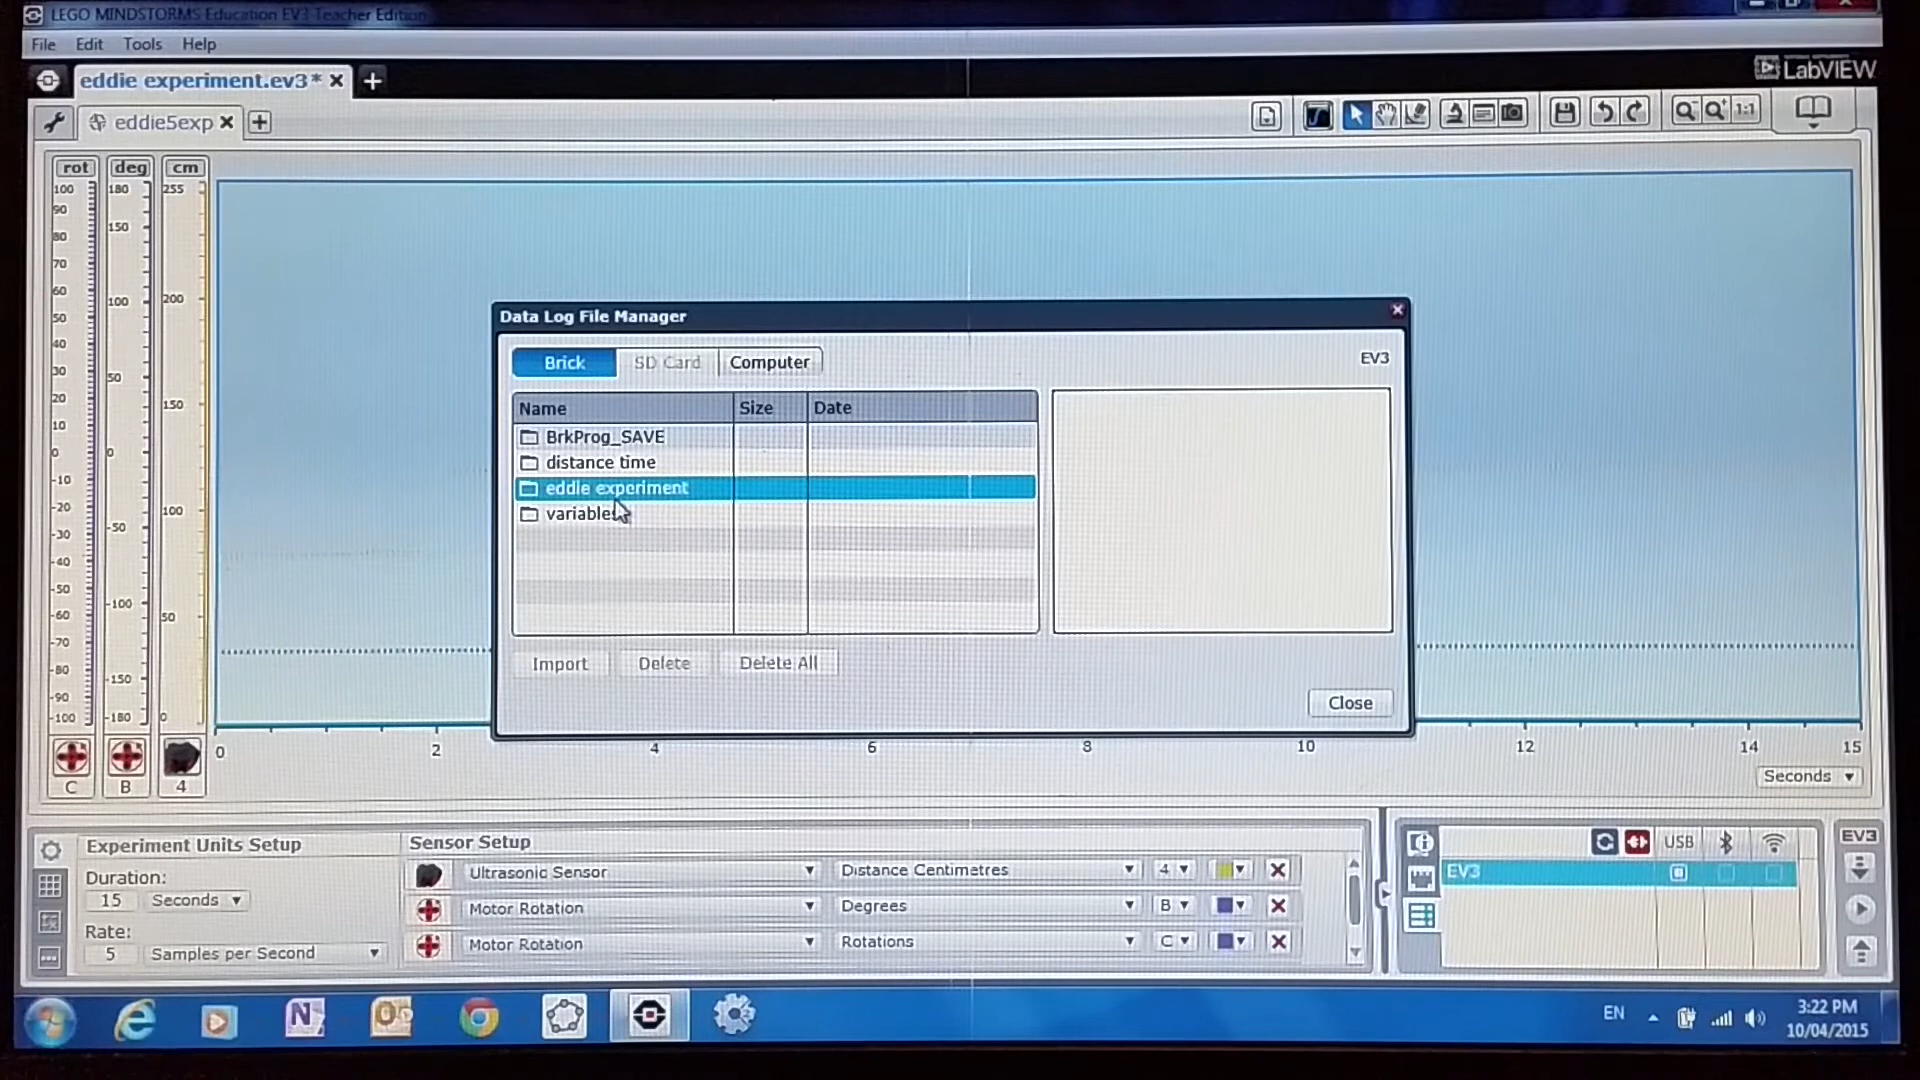 LEGO MINDSTORMS Education EV3 Teacher Edition
File Edit Tools Help
eddie experiment.ev3*
LabVIEW
eddie5exp
1:1
rot deg cm
100 180 255
90
80 150
70
60
50 100 200
40
30
20 50
10 150
0 0
-10
-20 100
-30 -50
-40
-50
-60 -100 50
-70
-80 -150
-90
-100 -180 0
C B 4
0 2 4 6 8 10 12 14 15
Seconds
Data Log File Manager
Brick SD Card Computer EV3
Name Size Date
BrkProg_SAVE
distance time
eddie experiment
variables
Import Delete Delete All
Close
Experiment Units Setup
Duration:
15 Seconds
Rate:
5 Samples per Second
Sensor Setup
Ultrasonic Sensor Distance Centimetres 4
Motor Rotation Degrees B
Motor Rotation Rotations C
USB
EV3
EV3
EN
3:22 PM
10/04/2015